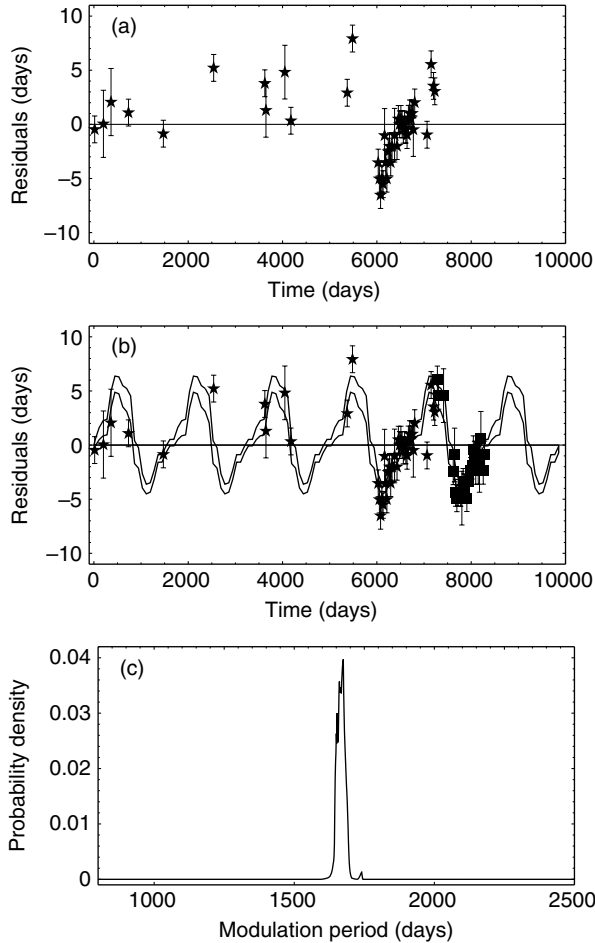 (a)
Residuals (days)
10
5
0
−5
−10
0 2000 4000 6000 8000 10000
Time (days)
(b)
Residuals (days)
10
5
0
−5
−10
0 2000 4000 6000 8000 10000
Time (days)
(c)
Probability density
0.04
0.03
0.02
0.01
0
1000 1500 2000 2500
Modulation period (days)